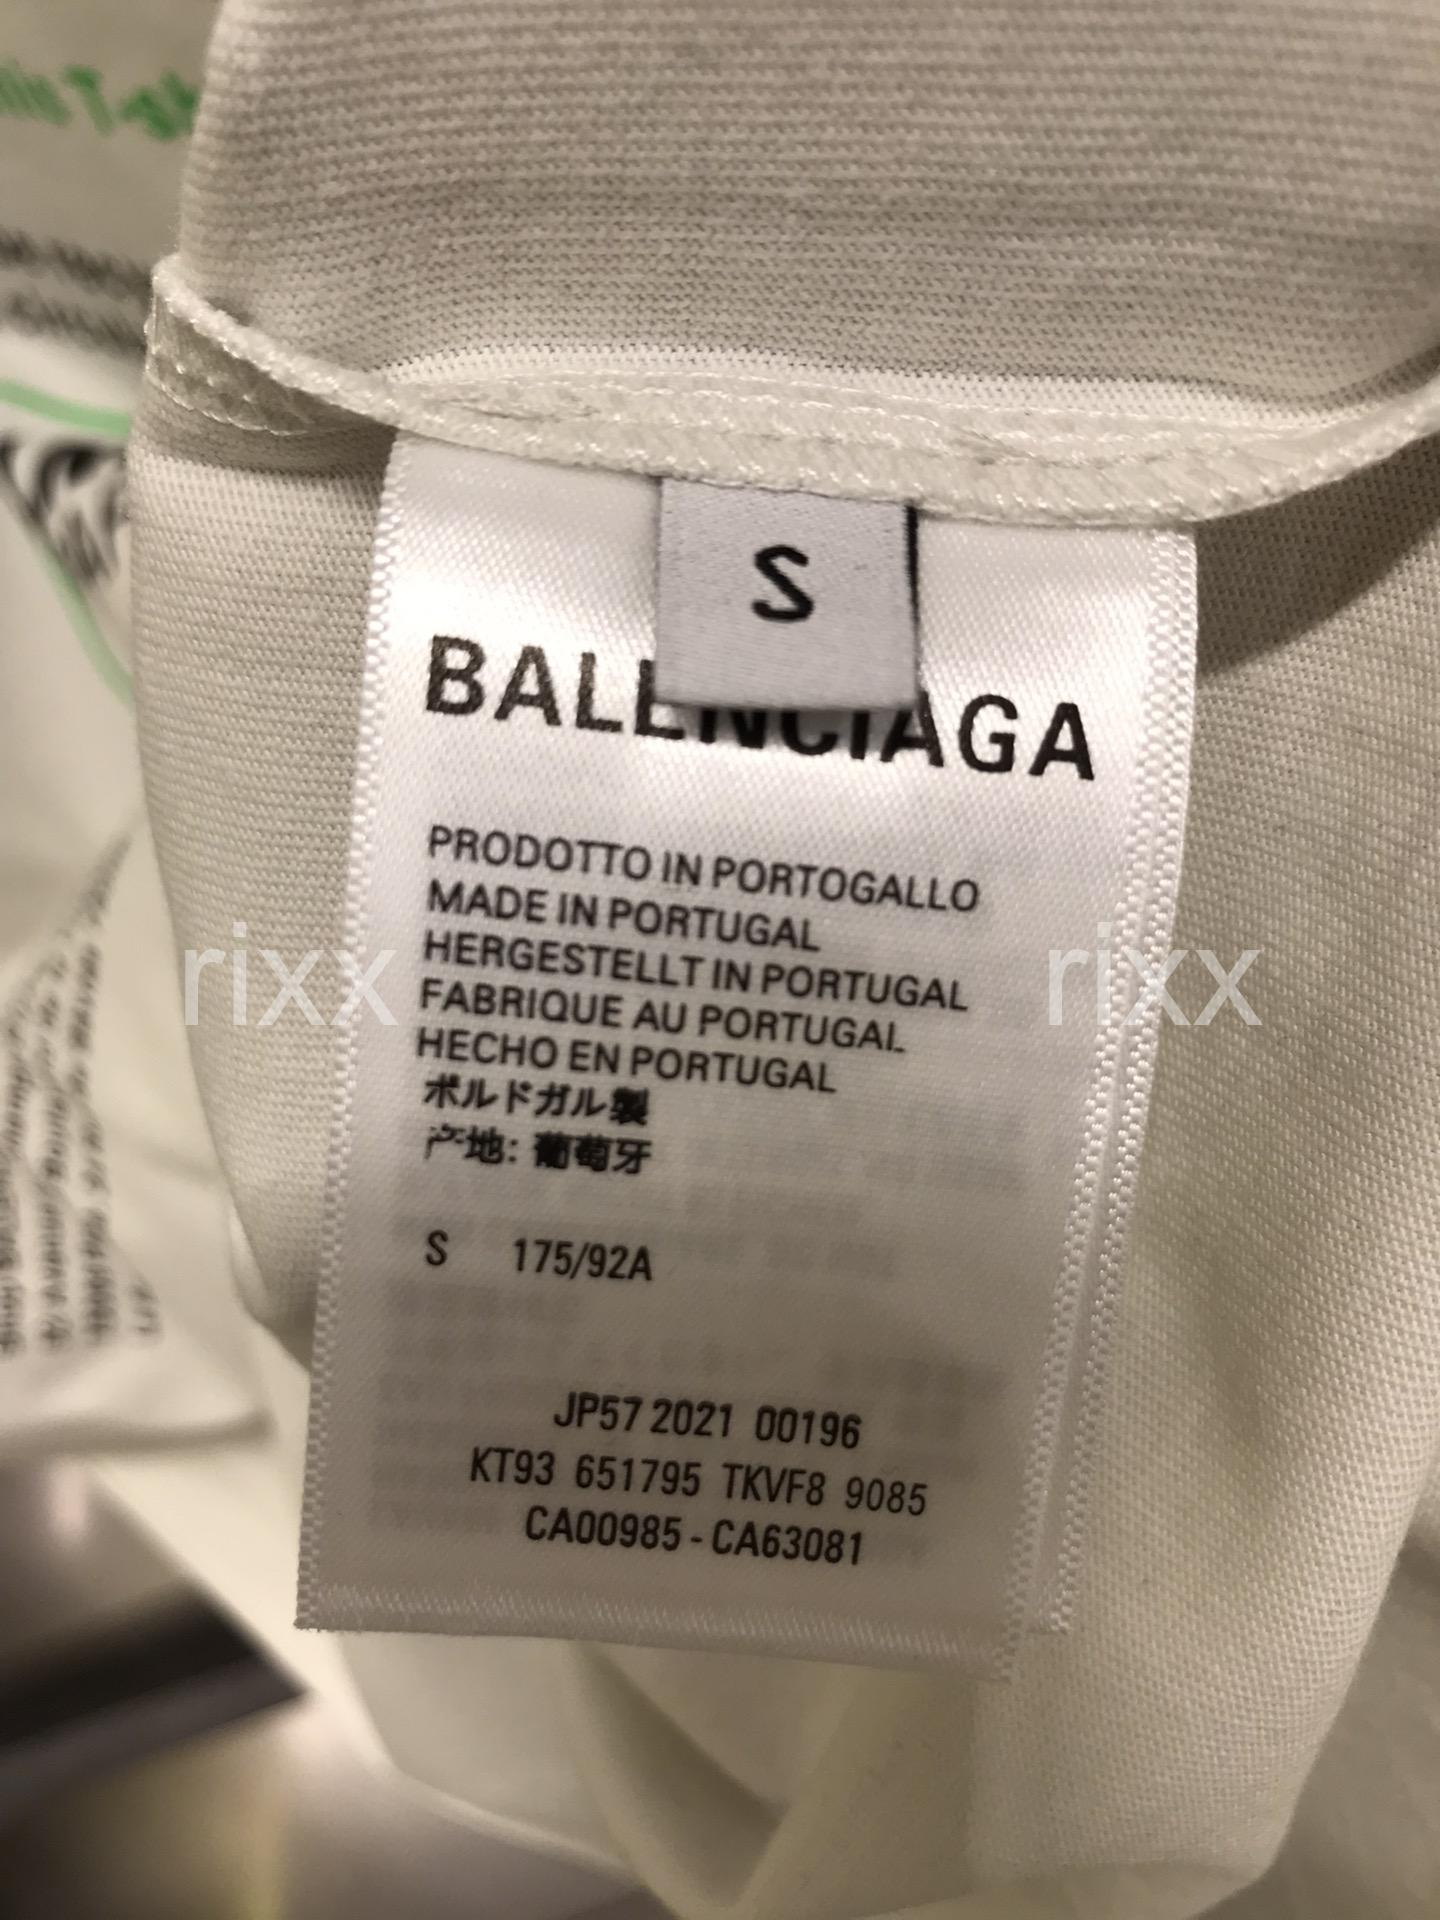 S
BALENCIAGA
PRODOTTO IN PORTOGALLO
MADE IN PORTUGAL
HERGESTELLT IN PORTUGAL
FABRIQUE AU PORTUGAL
HECHO EN PORTUGAL
ポルドガル製
产地: 葡萄牙
S 175/92A
JP57 2021 00196
KT93 651795 TKVF8 9085
CA00985 - CA63081
rixx
rixx